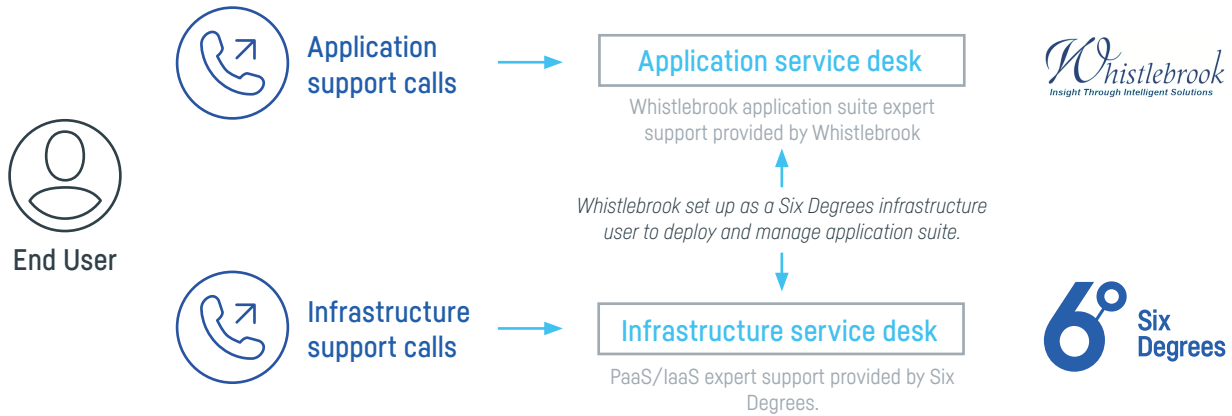 Application
support calls
Application service desk
Whistlebrook application suite expert
support provided by Whistlebrook
Whistlebrook
Insight Through Intelligent Solutions
Whistlebrook set up as a Six Degrees infrastructure
user to deploy and manage application suite.
End User
Infrastructure
support calls
Infrastructure service desk
PaaS/IaaS expert support provided by Six
Degrees.
6°
Six
Degrees